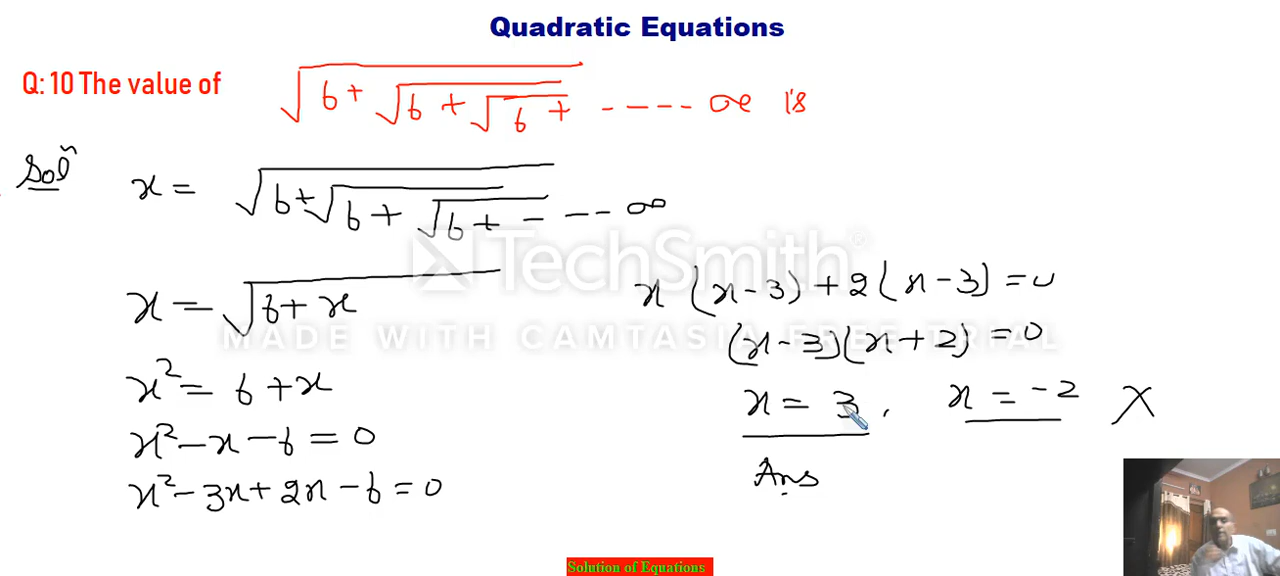 Quadratic Equations
Q: 10 The value of √(6+√(6+√(6+ ----- ∞ is
Solⁿ x = √(6+√(6+√(6+ - --- ∞
x = √(6+x)
x² = 6+x
x²-x-6=0
x²-3x+2x-6=0
x(x-3)+2(x-3)=0
(x-3)(x+2)=0
x=3, x=-2 X
Ans
TechSmith®
MADE WITH CAMTASIA FREE TRIAL
Solution of Equations